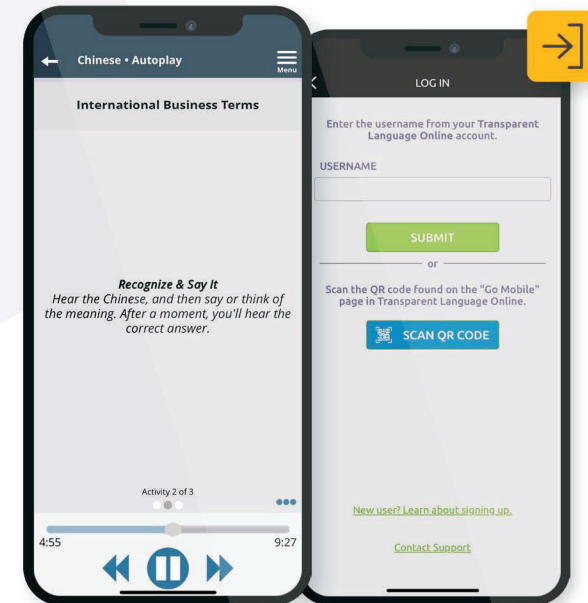 Chinese • Autoplay
Menu
International Business Terms
Recognize & Say It
Hear the Chinese, and then say or think of
the meaning. After a moment, you'll hear the
correct answer.
Activity 2 of 3
4:55
9:27
LOG IN
Enter the username from your Transparent
Language Online account.
USERNAME
SUBMIT
or
Scan the QR code found on the "Go Mobile"
page in Transparent Language Online.
SCAN QR CODE
New user? Learn about signing up.
Contact Support